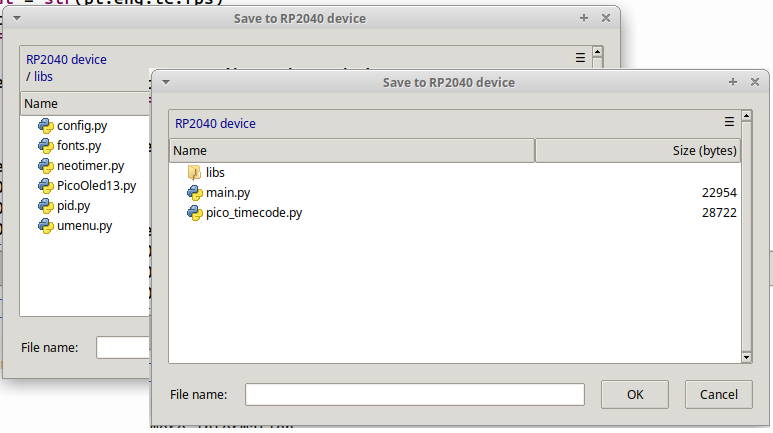 Save to RP2040 device
RP2040 device
/ libs
Name
config.py
fonts.py
neotimer.py
PicoOled13.py
pid.py
umenu.py
File name:
Save to RP2040 device
RP2040 device
Name Size (bytes)
libs
main.py 22954
pico_timecode.py 28722
File name: OK Cancel